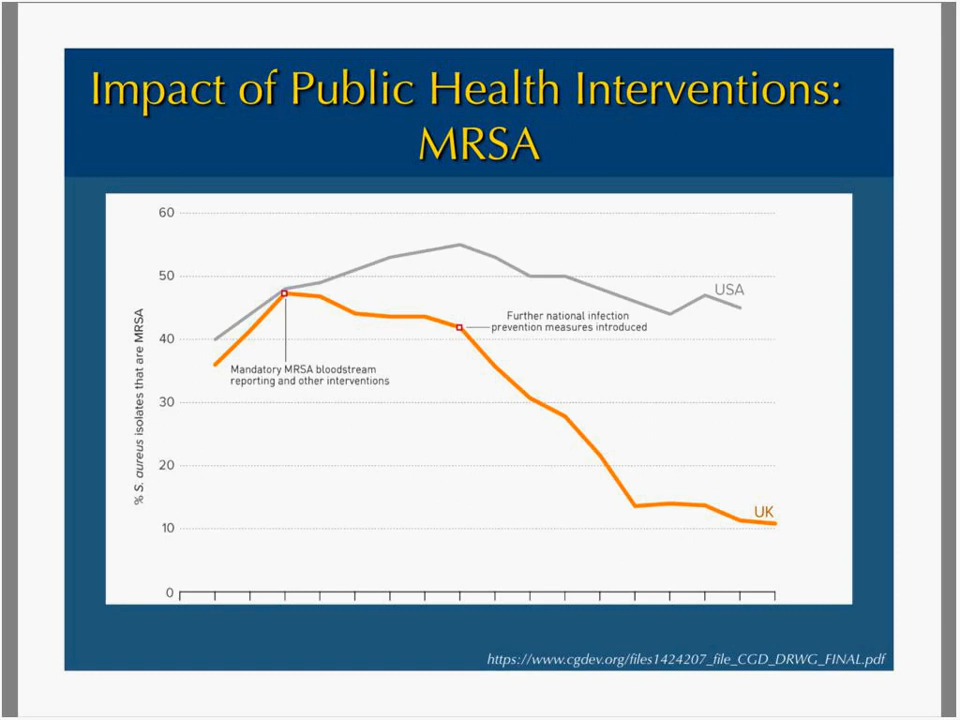 Impact of Public Health Interventions:
MRSA
60
50
40
30
20
10
0
% S. aureus isolates that are MRSA
USA
Further national infection
prevention measures introduced
Mandatory MRSA bloodstream
reporting and other interventions
UK
https://www.cgdev.org/files1424207_file_CGD_DRWG_FINAL.pdf